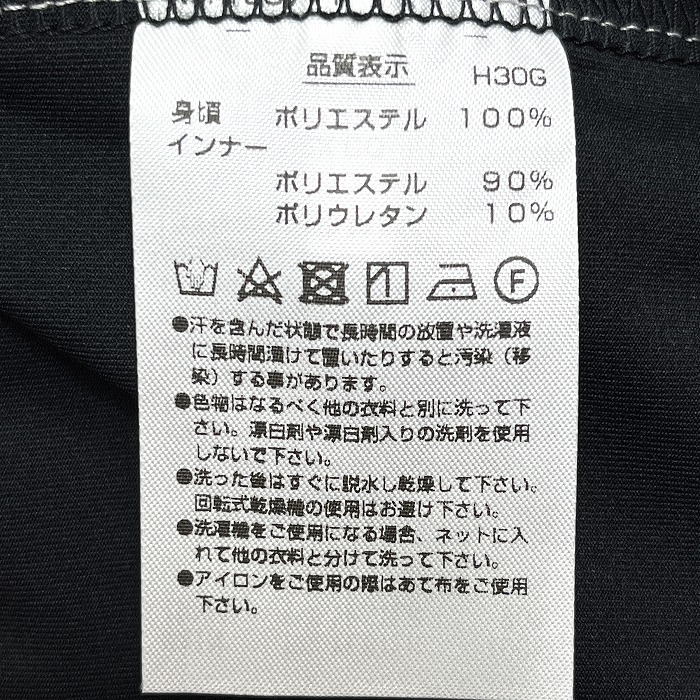 品質表示
H30G
身頃 ポリエステル 100%
インナー
ポリエステル 90%
ポリウレタン 10%
F
●汗を含んだ状態で長時間の放置や洗濯液
に長時間漬けて置いたりすると汚染（移
染）する事があります。
●色物はなるべく他の衣料と別に洗って下
さい。漂白剤や漂白剤入りの洗剤を使用
しないで下さい。
●洗った後はすぐに脱水し乾燥して下さい。
回転式乾燥機の使用はお避け下さい。
●洗濯機をご使用になる場合、ネットに入
れて他の衣料と分けて洗って下さい。
●アイロンをご使用の際はあて布をご使用
下さい。